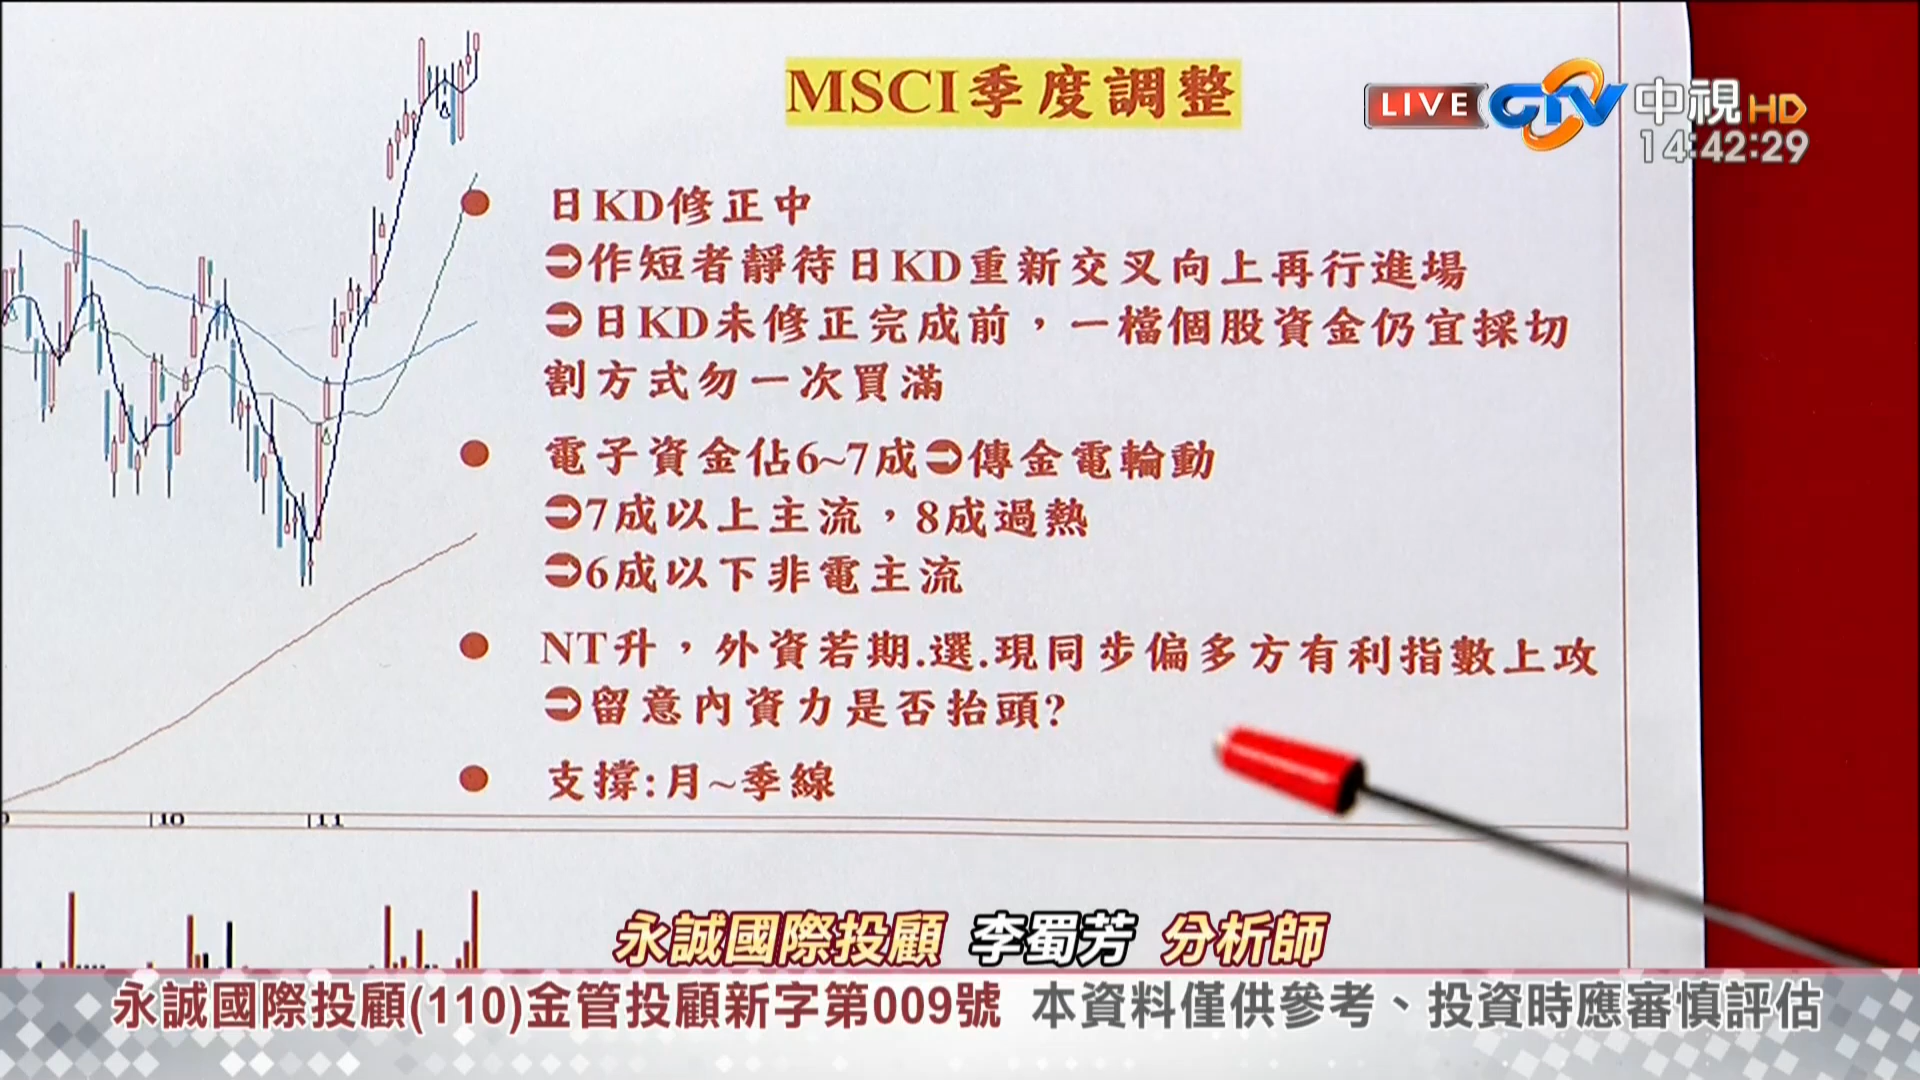 MSCI季度調整
LIVE CTV 中視HD
14:42:29
● 日KD修正中
➲作短者靜待日KD重新交叉向上再行進場
➲日KD未修正完成前，一檔個股資金仍宜採切
割方式勿一次買滿
● 電子資金佔6~7成➲傳金電輪動
➲7成以上主流，8成過熱
➲6成以下非電主流
● NT升，外資若期.選.現同步偏多方有利指數上攻
➲留意內資力是否抬頭?
● 支撐:月~季線
10
11
永誠國際投顧 李蜀芳 分析師
永誠國際投顧(110)金管投顧新字第009號 本資料僅供參考、投資時應審慎評估